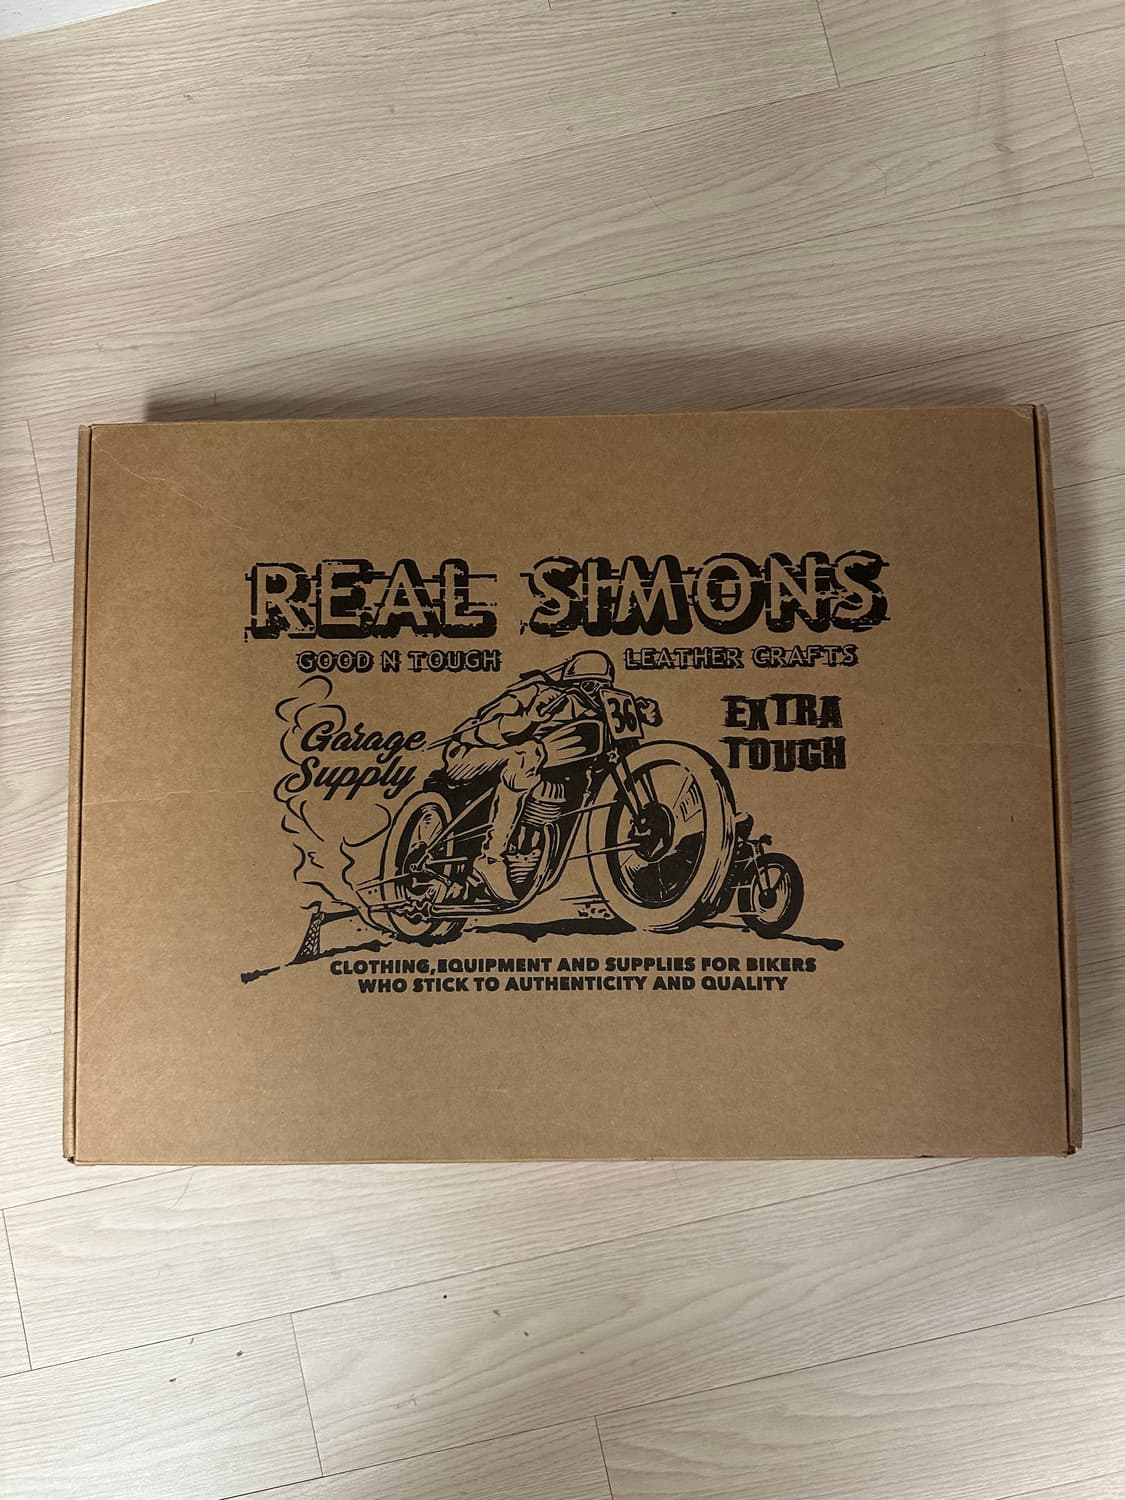 REAL SIMONS
GOOD N TOUGH LEATHER CRAFTS
36
EXTRA
TOUGH
Garage
Supply
CLOTHING,EQUIPMENT AND SUPPLIES FOR BIKERS
WHO STICK TO AUTHENTICITY AND QUALITY